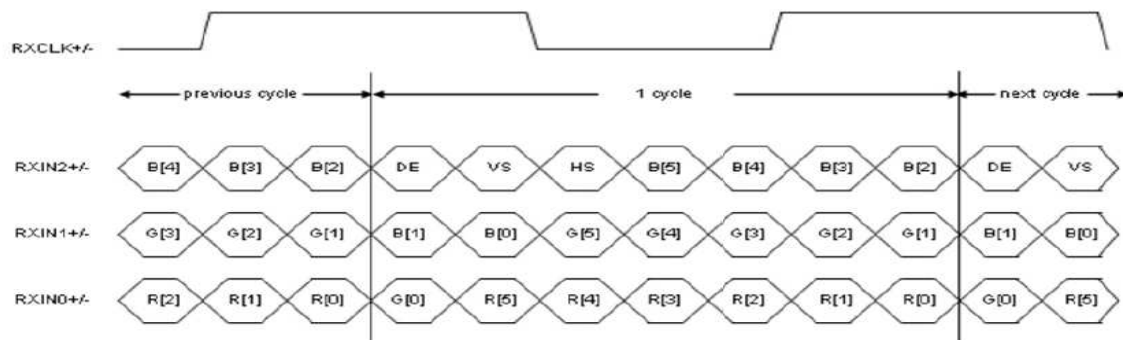 RXCLK+/-
previous cycle 1 cycle next cycle
RXIN2+/- B[4] B[3] B[2] DE VS HS B[5] B[4] B[3] B[2] DE VS
RXIN1+/- G[3] G[2] G[1] B[1] B[0] G[5] G[4] G[3] G[2] G[1] B[1] B[0]
RXIN0+/- R[2] R[1] R[0] G[0] R[5] R[4] R[3] R[2] R[1] R[0] G[0] R[5]